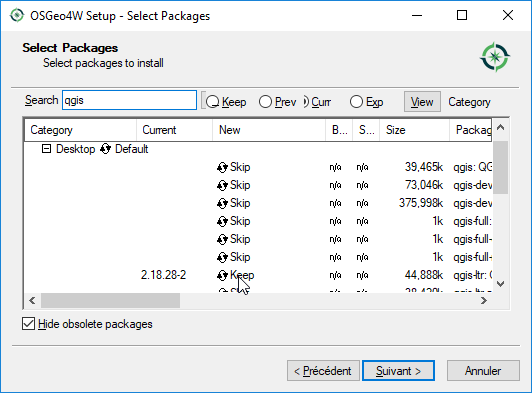 OSGeo4W Setup - Select Packages
Select Packages
Select packages to install
Search qgis Keep Prev Curr Exp View Category
Category Current New B... S... Size Packag
Desktop Default
Skip n/a n/a 39,465k qgis: QG
Skip n/a n/a 73,046k qgis-dev
Skip n/a n/a 375,998k qgis-dev
Skip n/a n/a 1k qgis-full:
Skip n/a n/a 1k qgis-full-
Skip n/a n/a 1k qgis-full-
2.18.28-2 Keep n/a n/a 44,888k qgis-ltr:
Hide obsolete packages
< Précédent Suivant > Annuler